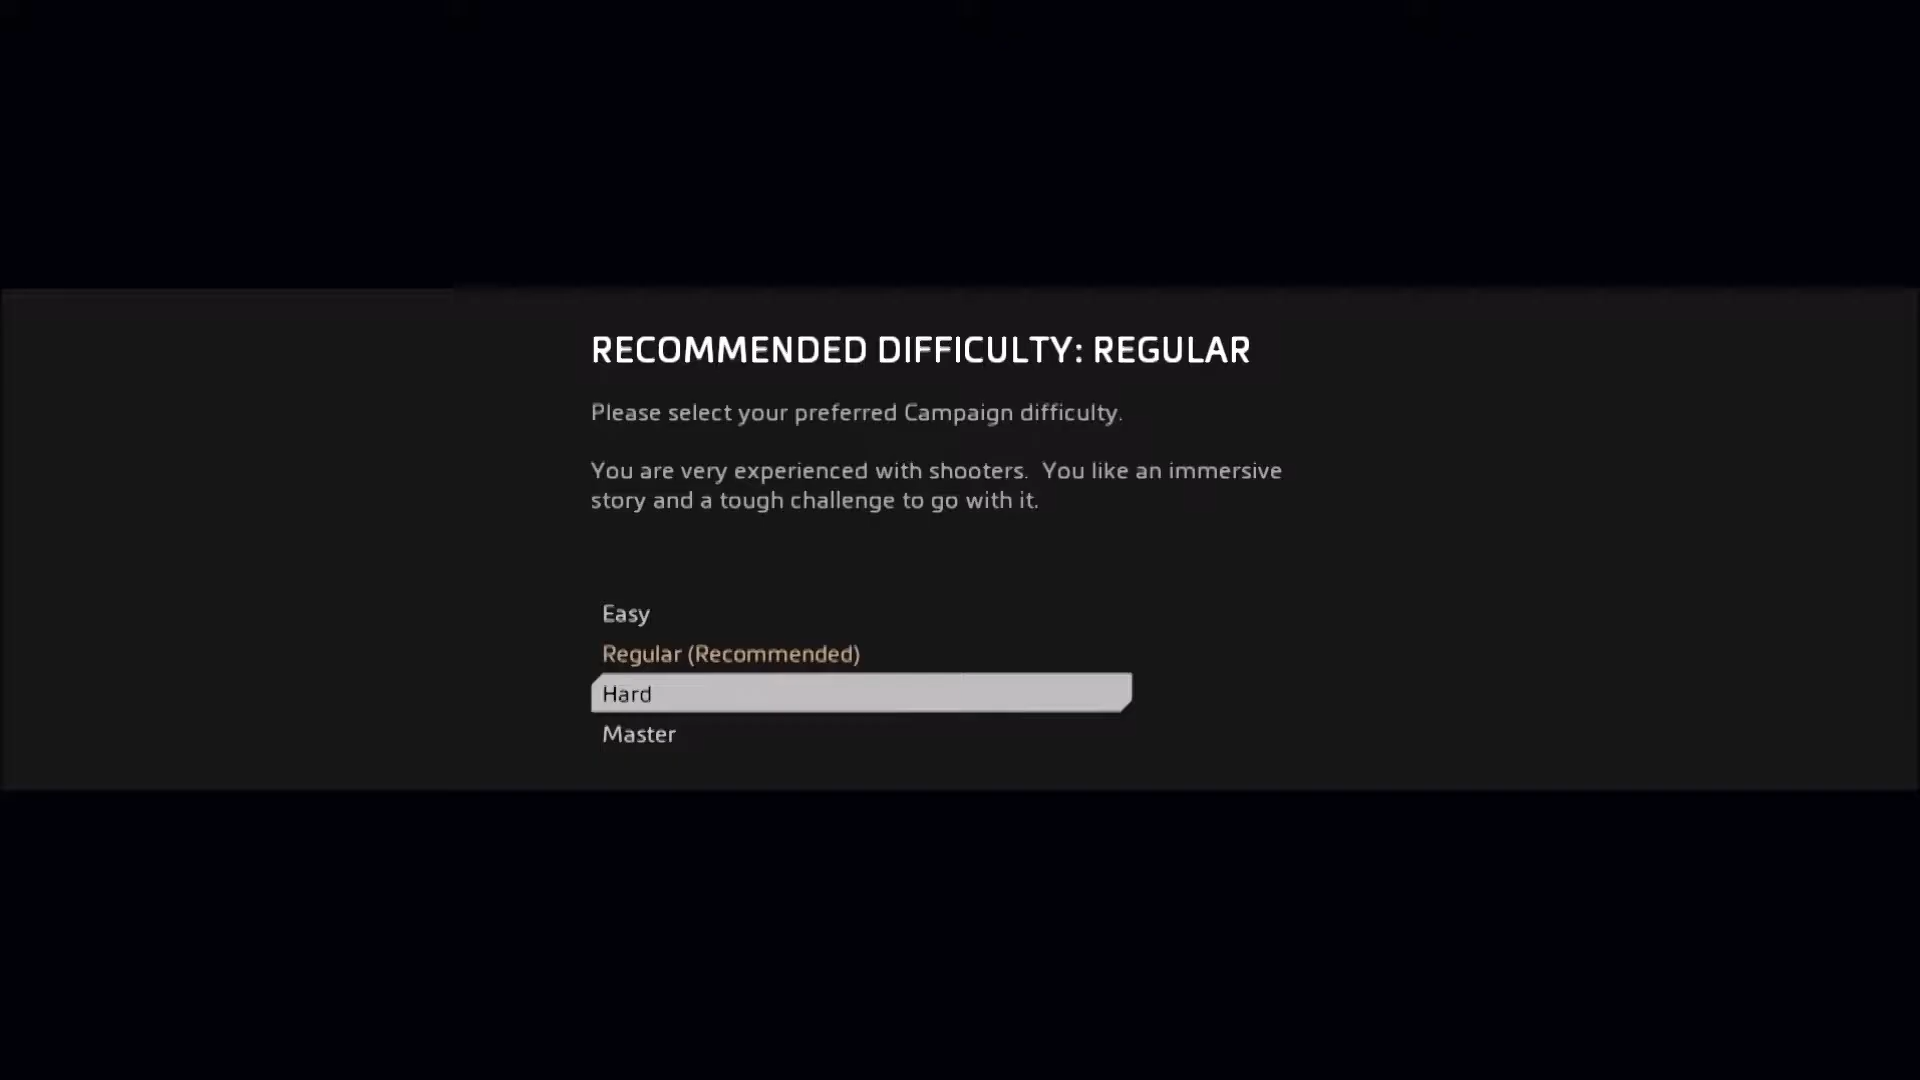 RECOMMENDED DIFFICULTY: REGULAR
Please select your preferred Campaign difficulty.
You are very experienced with shooters.  You like an immersive
story and a tough challenge to go with it.
Easy
Regular (Recommended)
Hard
Master